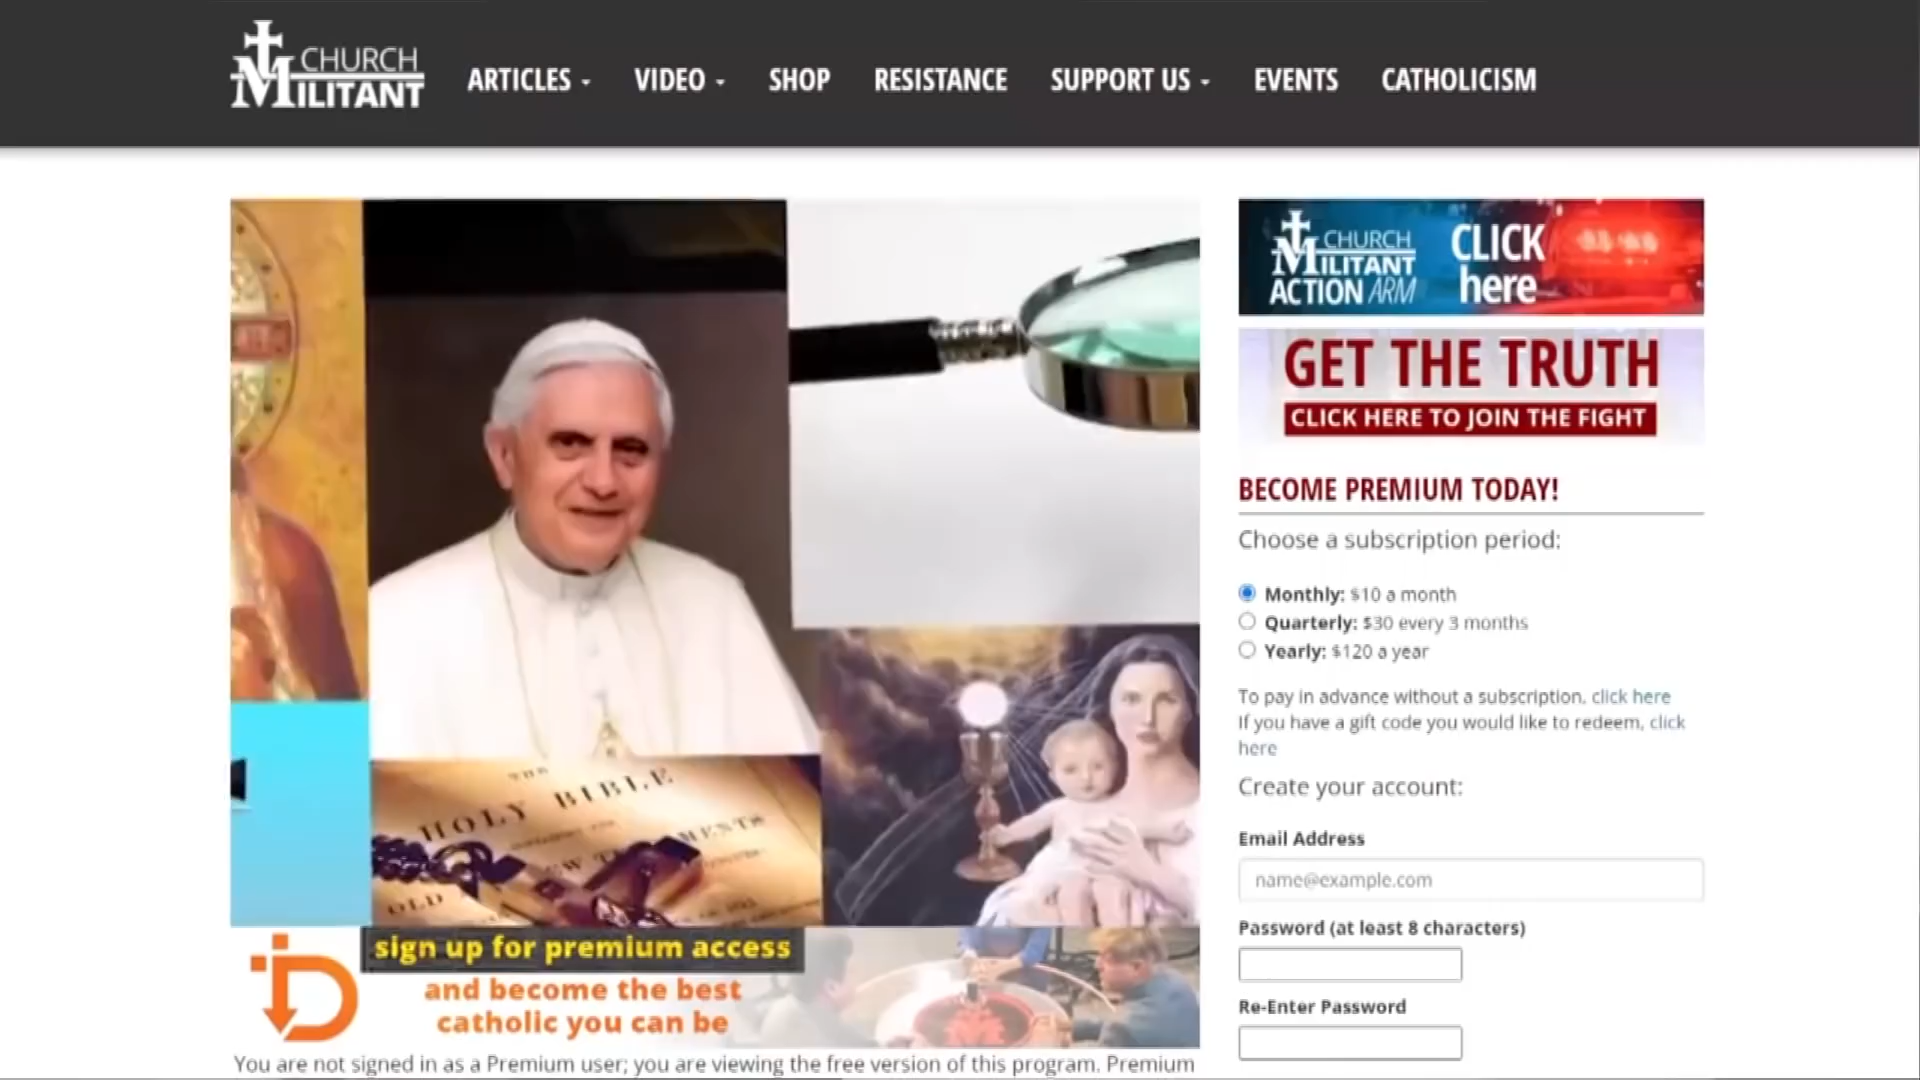 CHURCH
MILITANT
ARTICLES
VIDEO
SHOP
RESISTANCE
SUPPORT US
EVENTS
CATHOLICISM
CHURCH
MILITANT
ACTION ARM
CLICK
here
GET THE TRUTH
CLICK HERE TO JOIN THE FIGHT
BECOME PREMIUM TODAY!
Choose a subscription period:
Monthly: $10 a month
Quarterly: $30 every 3 months
Yearly: $120 a year
To pay in advance without a subscription, click here
If you have a gift code you would like to redeem, click
here
Create your account:
Email Address
name@example.com
Password (at least 8 characters)
Re-Enter Password
THE
HOLY BIBLE
OLD
sign up for premium access
and become the best
catholic you can be
You are not signed in as a Premium user; you are viewing the free version of this program. Premium